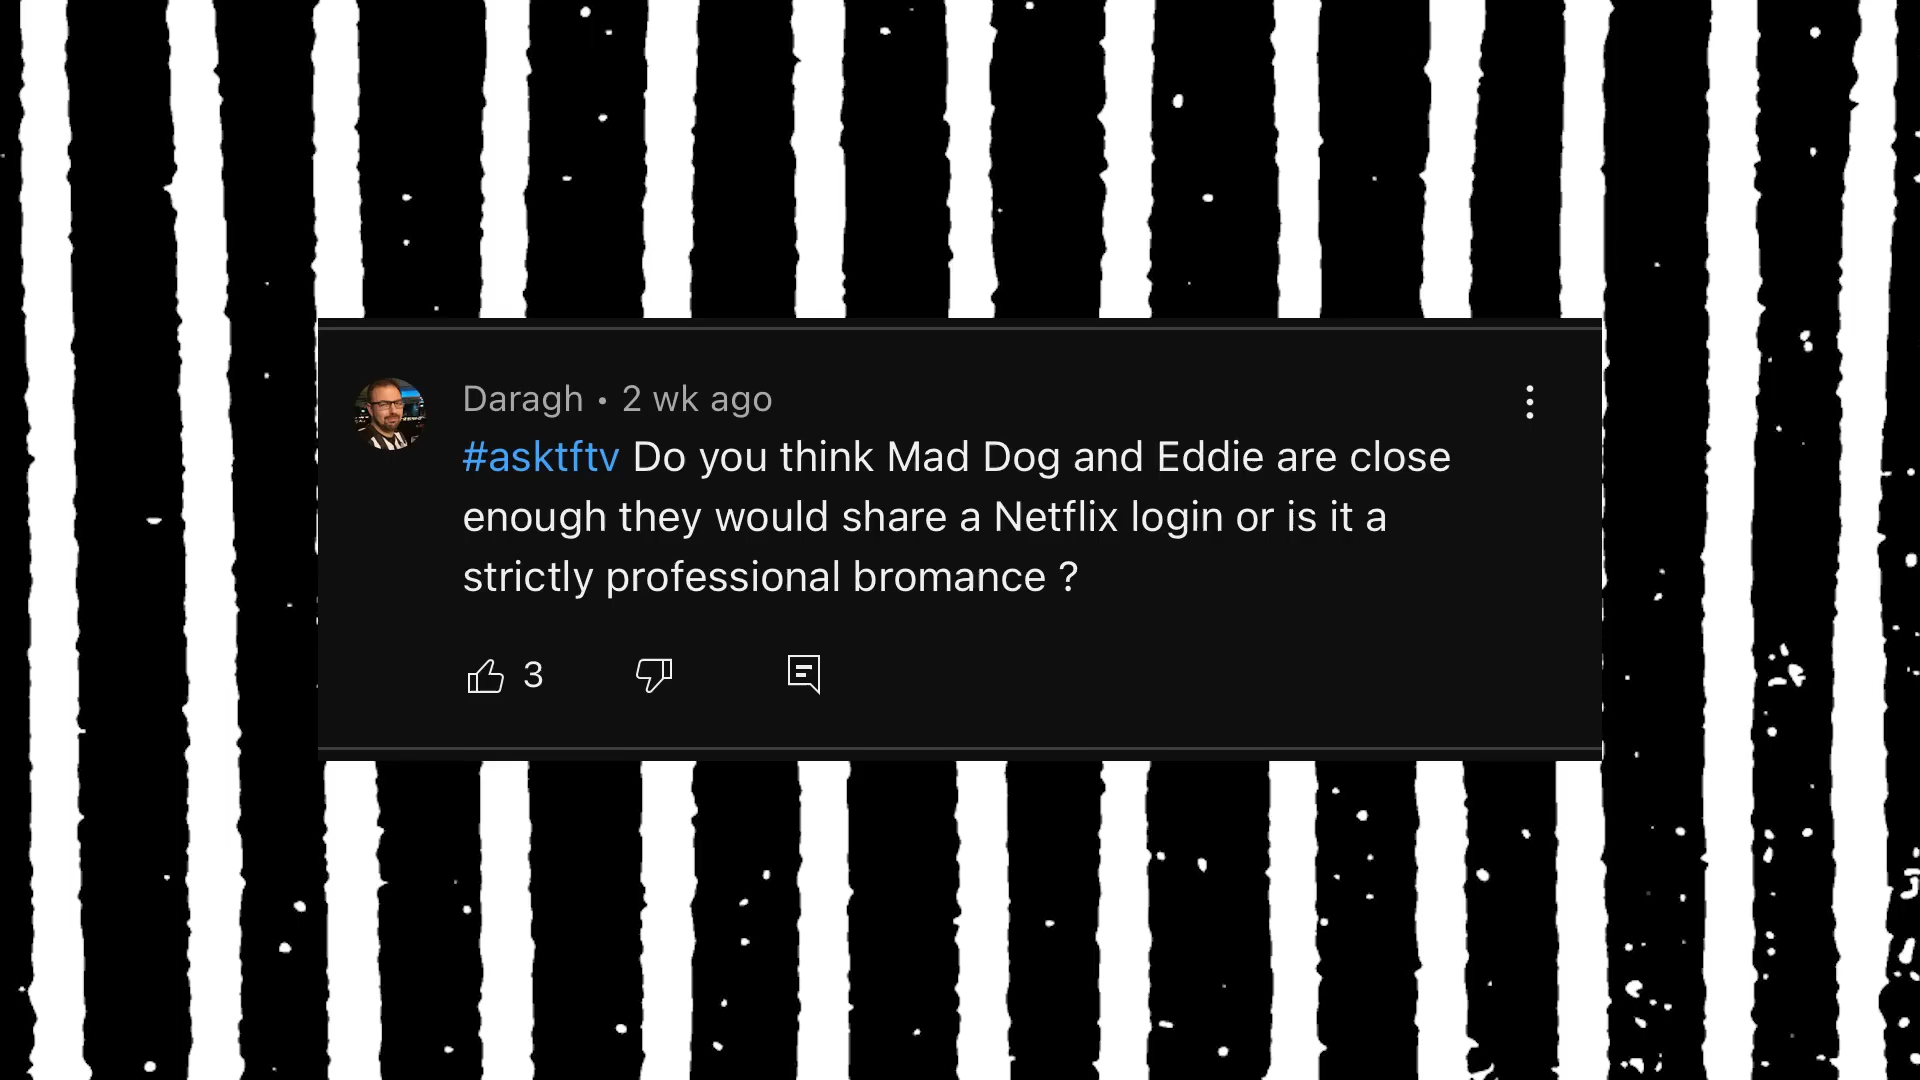 Daragh • 2 wk ago
#asktftv Do you think Mad Dog and Eddie are close
enough they would share a Netflix login or is it a
strictly professional bromance ?
3